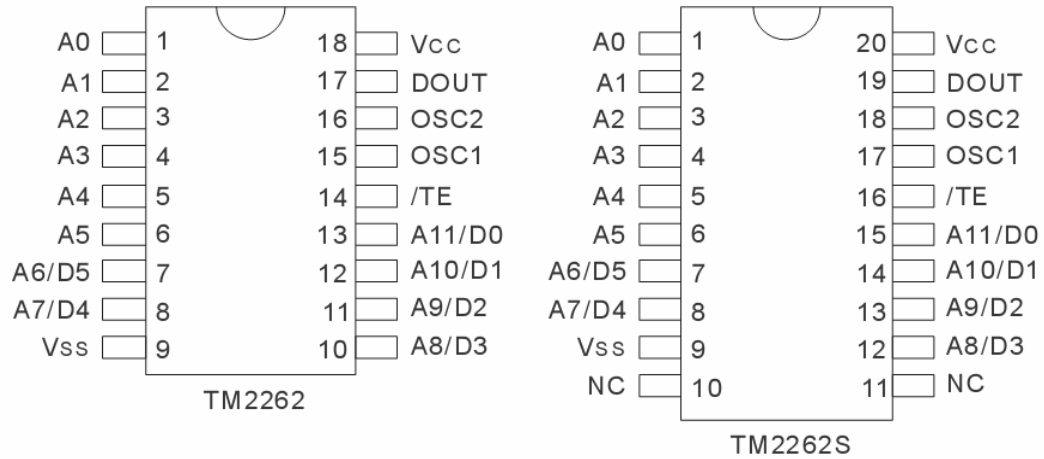 A0 1 18 Vcc A0 1 20 Vcc
A1 2 17 DOUT A1 2 19 DOUT
A2 3 16 OSC2 A2 3 18 OSC2
A3 4 15 OSC1 A3 4 17 OSC1
A4 5 14 /TE A4 5 16 /TE
A5 6 13 A11/D0 A5 6 15 A11/D0
A6/D5 7 12 A10/D1 A6/D5 7 14 A10/D1
A7/D4 8 11 A9/D2 A7/D4 8 13 A9/D2
Vss 9 10 A8/D3 Vss 9 12 A8/D3
NC 10 11 NC
TM2262
TM2262S